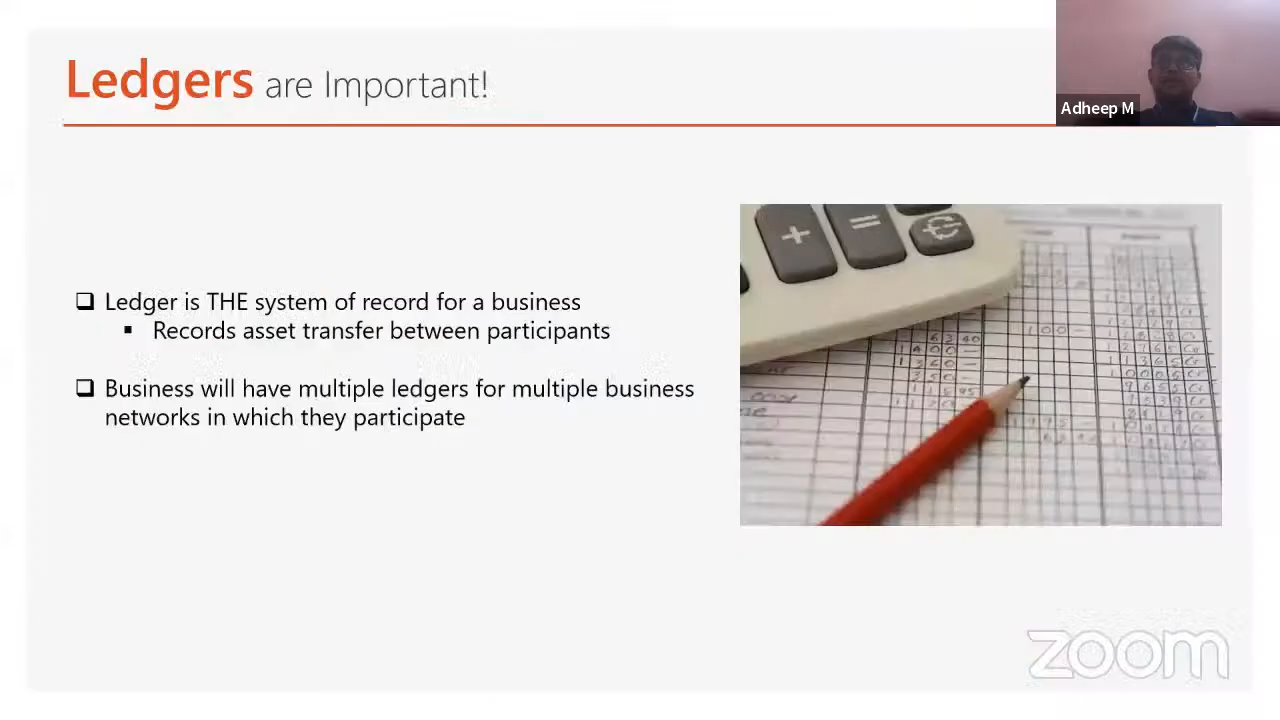 Ledgers are Important!
Adheep M
Ledger is THE system of record for a business
Records asset transfer between participants
Business will have multiple ledgers for multiple business
networks in which they participate
zoom